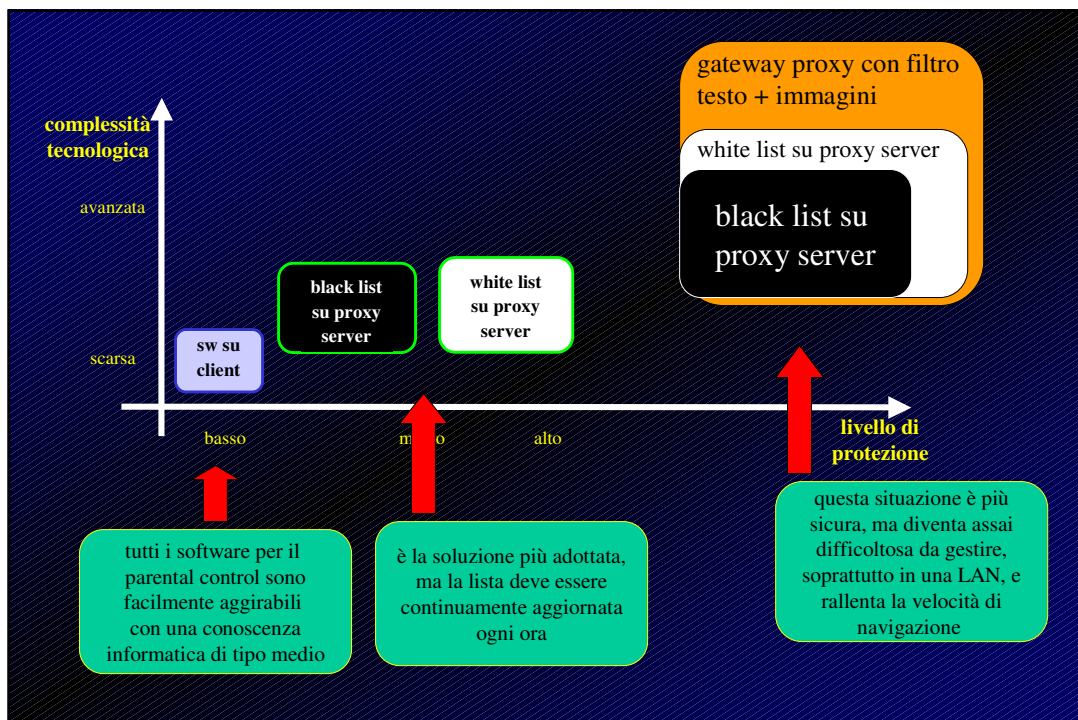 gateway proxy con filtro
testo + immagini
white list su proxy server
black list su
proxy server
complessità
tecnologica
avanzata
scarsa
sw su
client
black list
su proxy
server
white list
su proxy
server
basso
alto
livello di
protezione
tutti i software per il
parental control sono
facilmente aggirabili
con una conoscenza
informatica di tipo medio
è la soluzione più adottata,
ma la lista deve essere
continuamente aggiornata
ogni ora
questa situazione è più
sicura, ma diventa assai
difficoltosa da gestire,
soprattutto in una LAN, e
rallenta la velocità di
navigazione